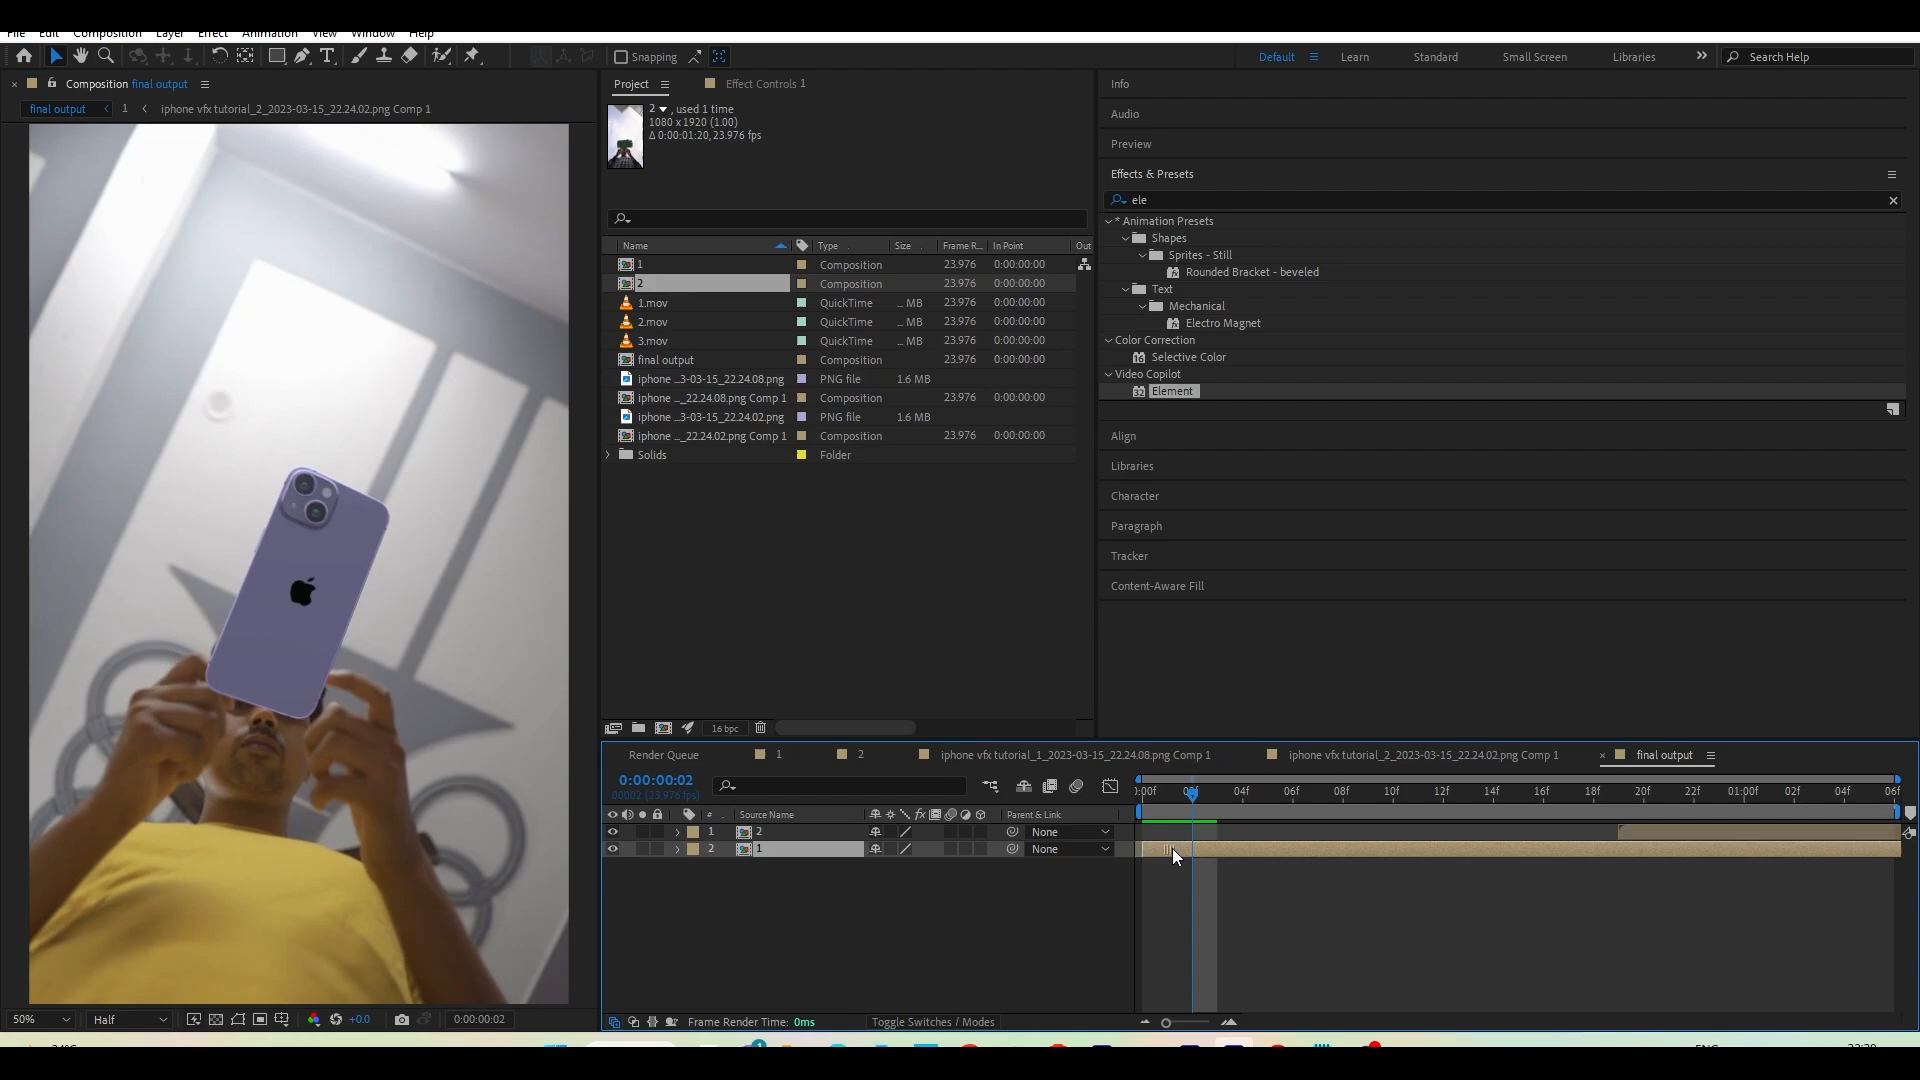 File Edit Composition Layer Effect Animation View Window Help
Snapping Default Learn Standard Small Screen Libraries Search Help
Composition final output
final output 1 iphone vfx tutorial_2_2023-03-15_22.24.02.png Comp 1
Project Effect Controls 1
2 , used 1 time
1080 x 1920 (1.00)
Δ 0:00:01:20, 23.976 fps
Name Type Size Frame R... In Point Out
1 Composition 23.976 0:00:00:00
2 Composition 23.976 0:00:00:00
1.mov QuickTime ... MB 23.976 0:00:00:00
2.mov QuickTime ... MB 23.976 0:00:00:00
3.mov QuickTime ... MB 23.976 0:00:00:00
final output Composition 23.976 0:00:00:00
iphone ...3-03-15_22.24.08.png PNG file 1.6 MB
iphone ..._22.24.08.png Comp 1 Composition 23.976 0:00:00:00
iphone ...3-03-15_22.24.02.png PNG file 1.6 MB
iphone ..._22.24.02.png Comp 1 Composition 23.976 0:00:00:00
Solids Folder
16 bpc
Info
Audio
Preview
Effects & Presets
ele
* Animation Presets
Shapes
Sprites - Still
16 Rounded Bracket - beveled
Text
Mechanical
Electro Magnet
Color Correction
16 Selective Color
Video Copilot
32 Element
Align
Libraries
Character
Paragraph
Tracker
Content-Aware Fill
50% Half +0.0 0:00:00:02
Render Queue 1 2 iphone vfx tutorial_1_2023-03-15_22.24.08.png Comp 1 iphone vfx tutorial_2_2023-03-15_22.24.02.png Comp 1 final output
0:00:00:02
00002 (23.976 fps)
):00f 02f 04f 06f 08f 10f 12f 14f 16f 18f 20f 22f 01:00f 02f 04f 06f
# Source Name fx Parent & Link
1 2 None
2 1 None
Frame Render Time: 0ms Toggle Switches / Modes